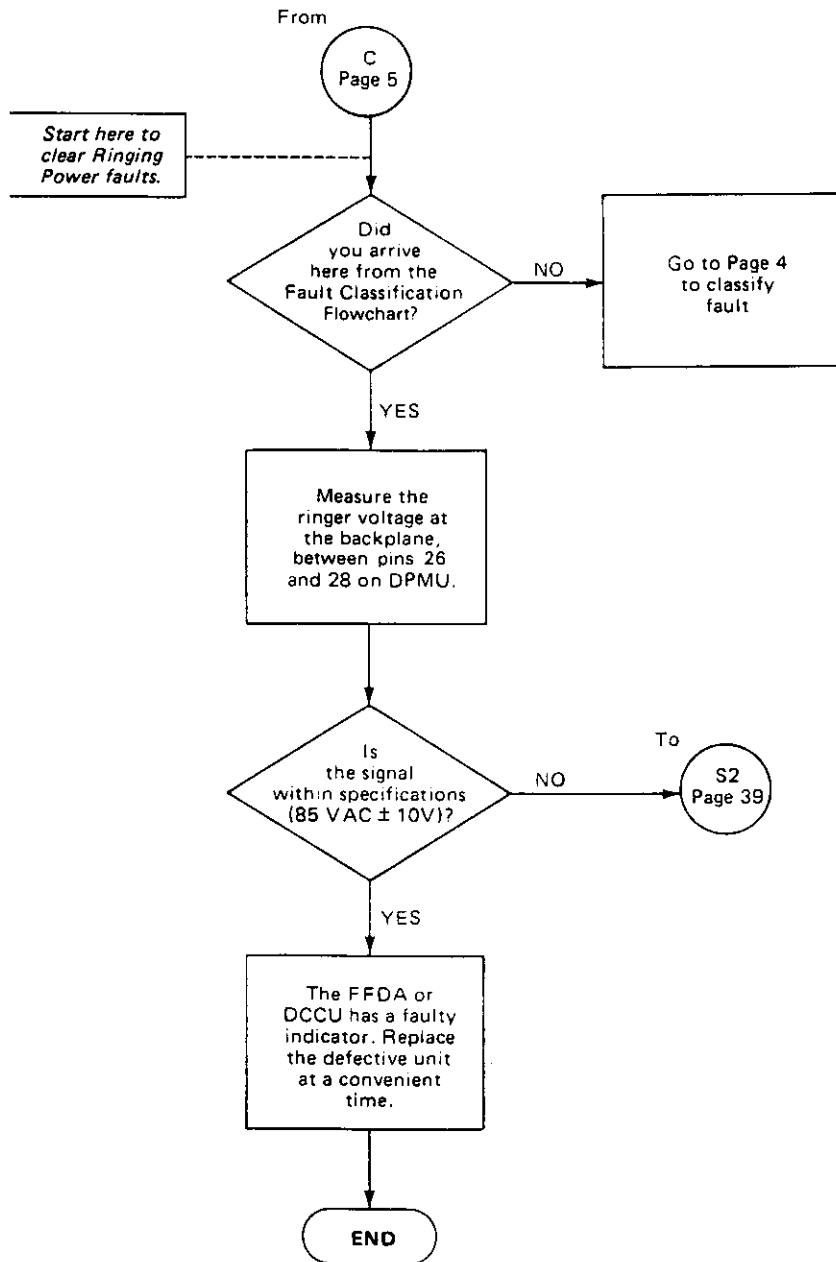 From
C
Page 5
Start here to
clear Ringing
Power faults.
Did
you arrive
here from the
Fault Classification
Flowchart?
NO
Go to Page 4
to classify
fault
YES
Measure the
ringer voltage at
the backplane,
between pins 26
and 28 on DPMU.
Is
the signal
within specifications
(85 VAC ± 10V)?
NO
To
S2
Page 39
YES
The FFDA or
DCCU has a faulty
indicator. Replace
the defective unit
at a convenient
time.
END